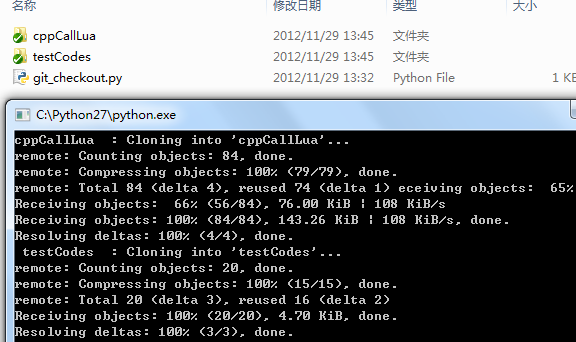 名称 修改日期 类型 大小
cppCallLua 2012/11/29 13:45 文件夹
testCodes 2012/11/29 13:45 文件夹
git_checkout.py 2012/11/29 13:32 Python File 1 K
C:\Python27\python.exe
cppCallLua  : Cloning into 'cppCallLua'...
remote: Counting objects: 84, done.
remote: Compressing objects: 100% (79/79), done.
remote: Total 84 (delta 4), reused 74 (delta 1) eceiving objects:  65%
Receiving objects:  66% (56/84), 76.00 KiB ¦ 108 KiB/s
Receiving objects: 100% (84/84), 143.26 KiB ¦ 108 KiB/s, done.
Resolving deltas: 100% (4/4), done.
 testCodes  : Cloning into 'testCodes'...
remote: Counting objects: 20, done.
remote: Compressing objects: 100% (15/15), done.
remote: Total 20 (delta 3), reused 16 (delta 2)
Receiving objects: 100% (20/20), 4.70 KiB, done.
Resolving deltas: 100% (3/3), done.